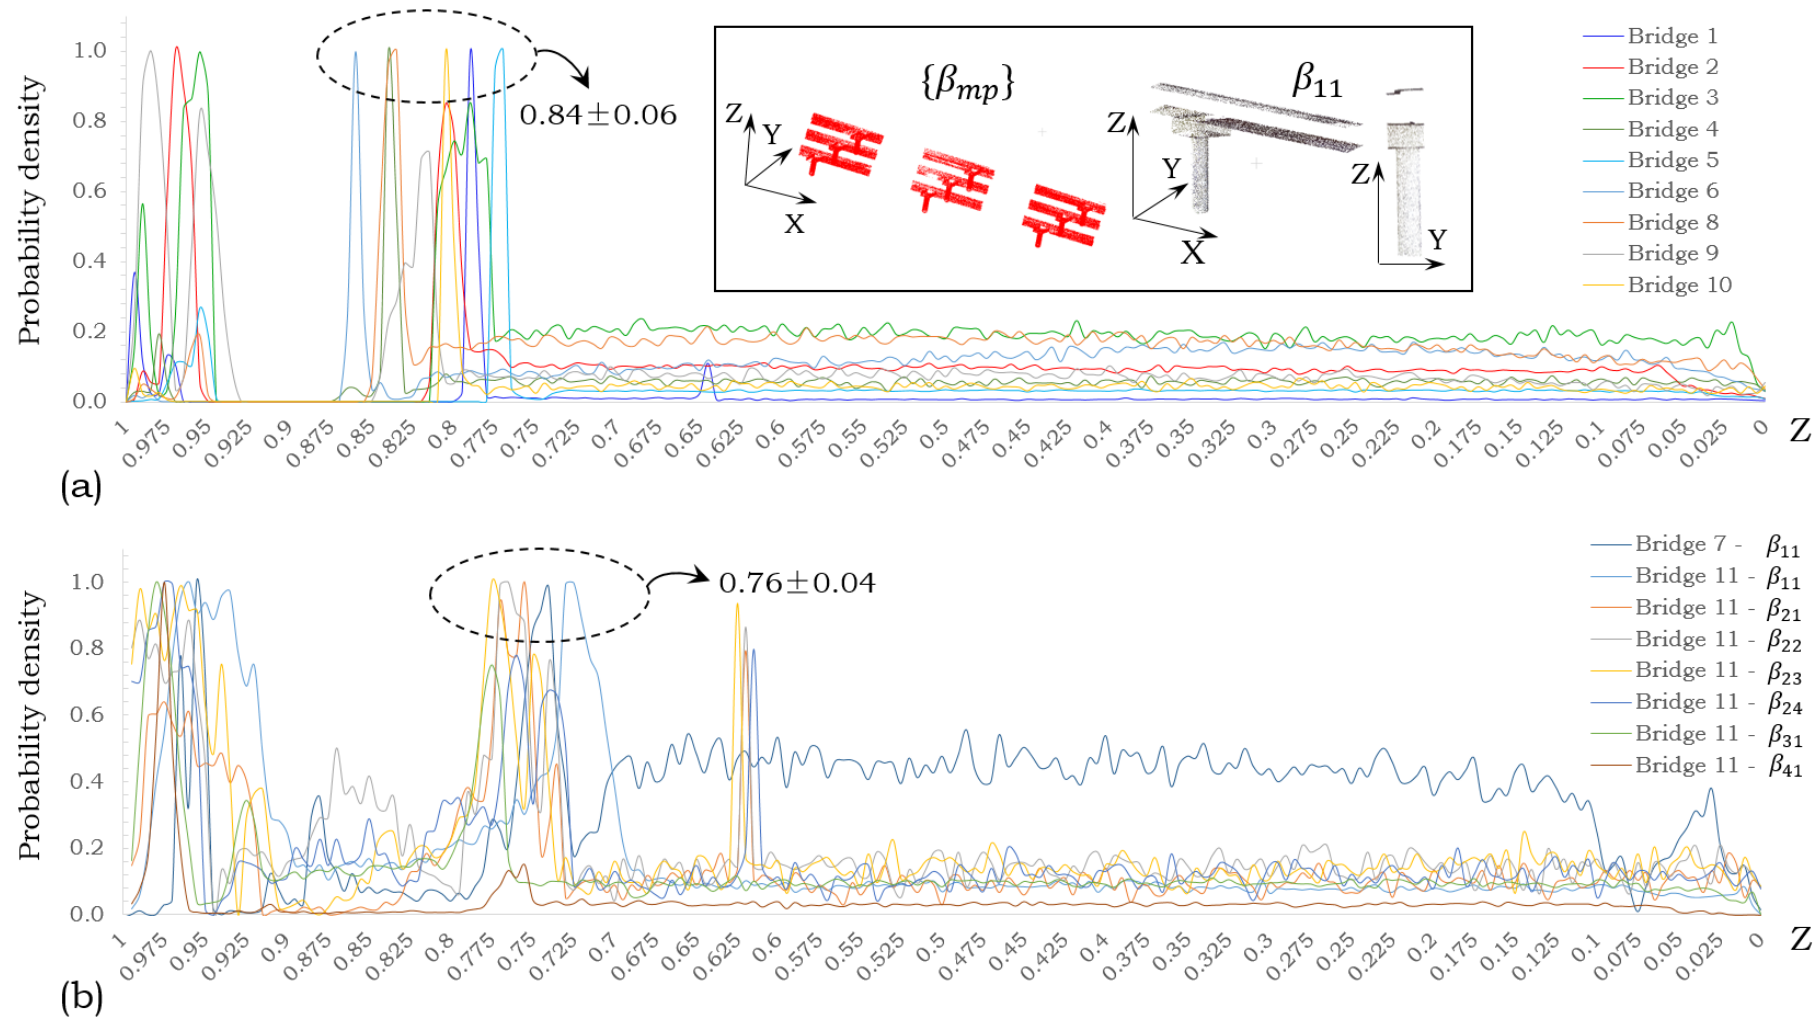 Probability density
1.0
0.8
0.6
0.4
0.2
0.0
0.84±0.06
{βmp}
Z
Y
X
β11
Z
Y
X
Z
Y
Bridge 1
Bridge 2
Bridge 3
Bridge 4
Bridge 5
Bridge 6
Bridge 8
Bridge 9
Bridge 10
1 0.975 0.95 0.925 0.9 0.875 0.85 0.825 0.8 0.775 0.75 0.725 0.7 0.675 0.65 0.625 0.6 0.575 0.55 0.525 0.5 0.475 0.45 0.425 0.4 0.375 0.35 0.325 0.3 0.275 0.25 0.225 0.2 0.175 0.15 0.125 0.1 0.075 0.05 0.025 0 Z
(a)
Probability density
1.0
0.8
0.6
0.4
0.2
0.0
0.76±0.04
Bridge 7 - β11
Bridge 11 - β11
Bridge 11 - β21
Bridge 11 - β22
Bridge 11 - β23
Bridge 11 - β24
Bridge 11 - β31
Bridge 11 - β41
1 0.975 0.95 0.925 0.9 0.875 0.85 0.825 0.8 0.775 0.75 0.725 0.7 0.675 0.65 0.625 0.6 0.575 0.55 0.525 0.5 0.475 0.45 0.425 0.4 0.375 0.35 0.325 0.3 0.275 0.25 0.225 0.2 0.175 0.15 0.125 0.1 0.075 0.05 0.025 0 Z
(b)